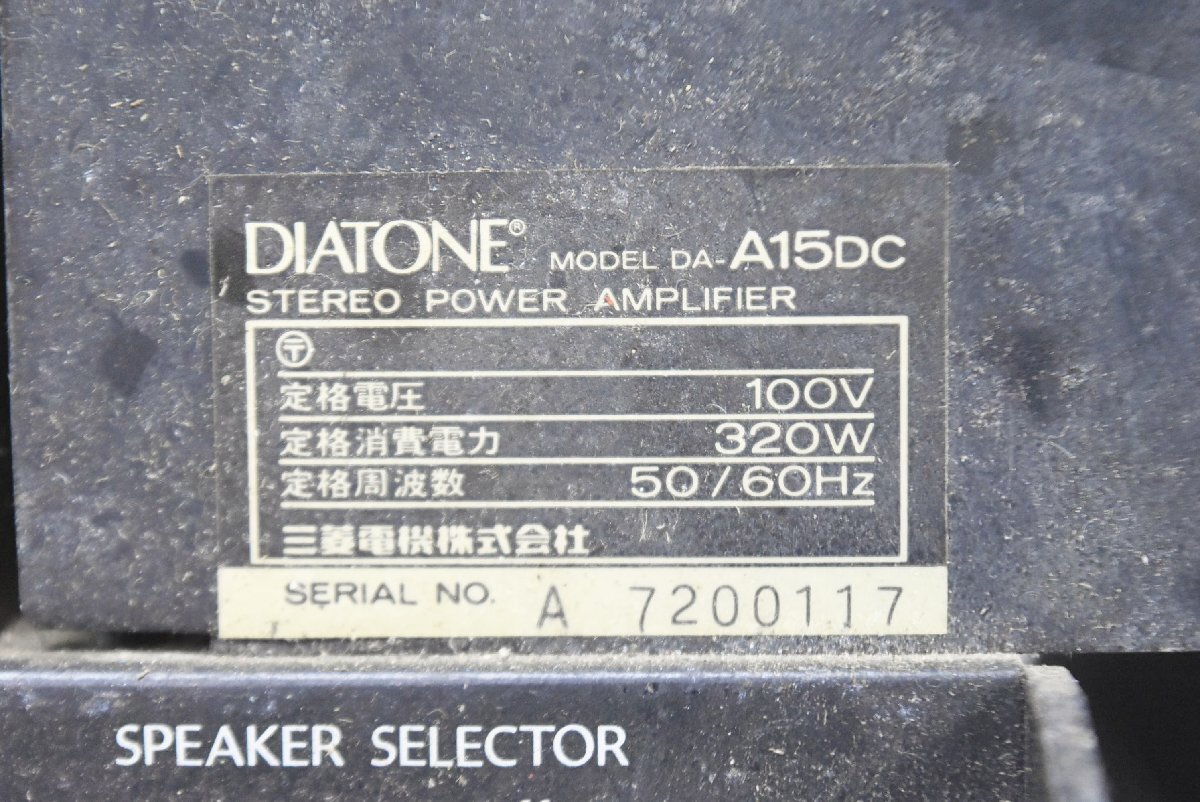 DIATONE® MODEL DA-A15DC
STEREO POWER AMPLIFIER
〒
定格電圧 100V
定格消費電力 320W
定格周波数 50/60Hz
三菱電機株式会社
SERIAL NO. A 7200117
SPEAKER SELECTOR